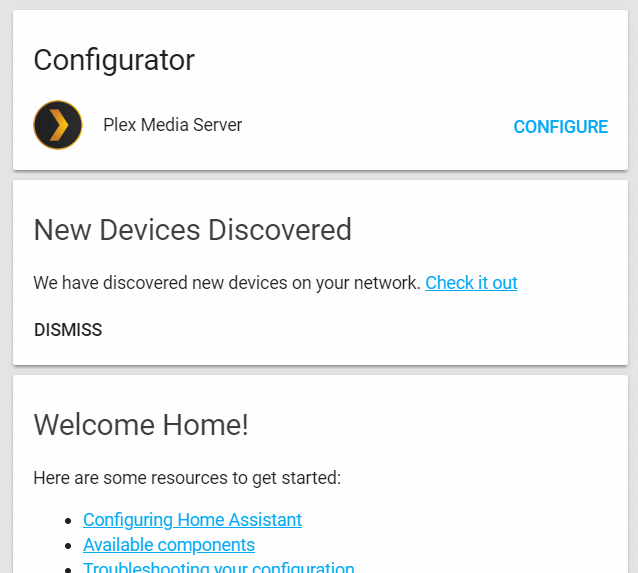 Configurator
Plex Media Server
CONFIGURE
New Devices Discovered
We have discovered new devices on your network. Check it out
DISMISS
Welcome Home!
Here are some resources to get started:
Configuring Home Assistant
Available components
Troubleshooting your configuration